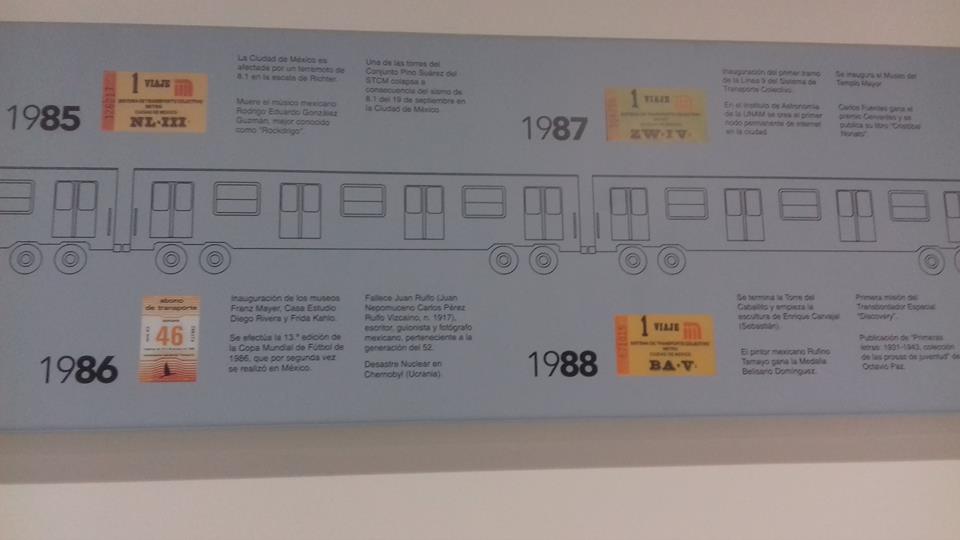 1985
126217
1 VIAJE
SISTEMA DE TRANSPORTE COLECTIVO
METRO
CIUDAD DE MEXICO
NL·III·
La Ciudad de México es
afectada por un terremoto de
8.1 en la escala de Richter.
Muere el músico mexicano
Rodrigo Eduardo González
Guzmán, mejor conocido
como "Rockdrigo".
Una de las torres del
Conjunto Pino Suárez del
STCM colapsa a
consecuencia del sismo de
8.1 del 19 de septiembre en
la Ciudad de México
1987
1 VIAJE
SISTEMA DE TRANSPORTE COLECTIVO
METRO
CIUDAD DE MEXICO
ZW·IV·
Inauguración del primer tramo
de la Línea 9 del Sistema de
Transporte Colectivo.
En el Instituto de Astronomía
de la UNAM se crea el primer
nodo permanente de internet
en la ciudad.
Se inaugura el Museo del
Templo Mayor
Carlos Fuentes gana el
premio Cervantes y se
publica su libro "Cristóbal
Nonato".
1986
abono
de transporte
46
Inauguración de los museos
Franz Mayer, Casa Estudio
Diego Rivera y Frida Kahlo.
Se efectúa la 13.ª edición de
la Copa Mundial de Fútbol de
1986, que por segunda vez
se realizó en México.
Fallece Juan Rulfo (Juan
Nepomuceno Carlos Pérez
Rulfo Vizcaíno, n. 1917),
escritor, guionista y fotógrafo
mexicano, perteneciente a la
generación del 52.
Desastre Nuclear en
Chernobyl (Ucrania).
1988
671015
1 VIAJE
SISTEMA DE TRANSPORTE COLECTIVO
METRO
CIUDAD DE MEXICO
BA·V·
Se termina la Torre del
Caballito y empieza la
escultura de Enrique Carvajal
(Sebastián).
El pintor mexicano Rufino
Tamayo gana la Medalla
Belisario Domínguez.
Primera misión del
Transbordador Espacial
"Discovery".
Publicación de "Primeras
letras: 1931-1943, colección
de las prosas de juventud" de
Octavio Paz.